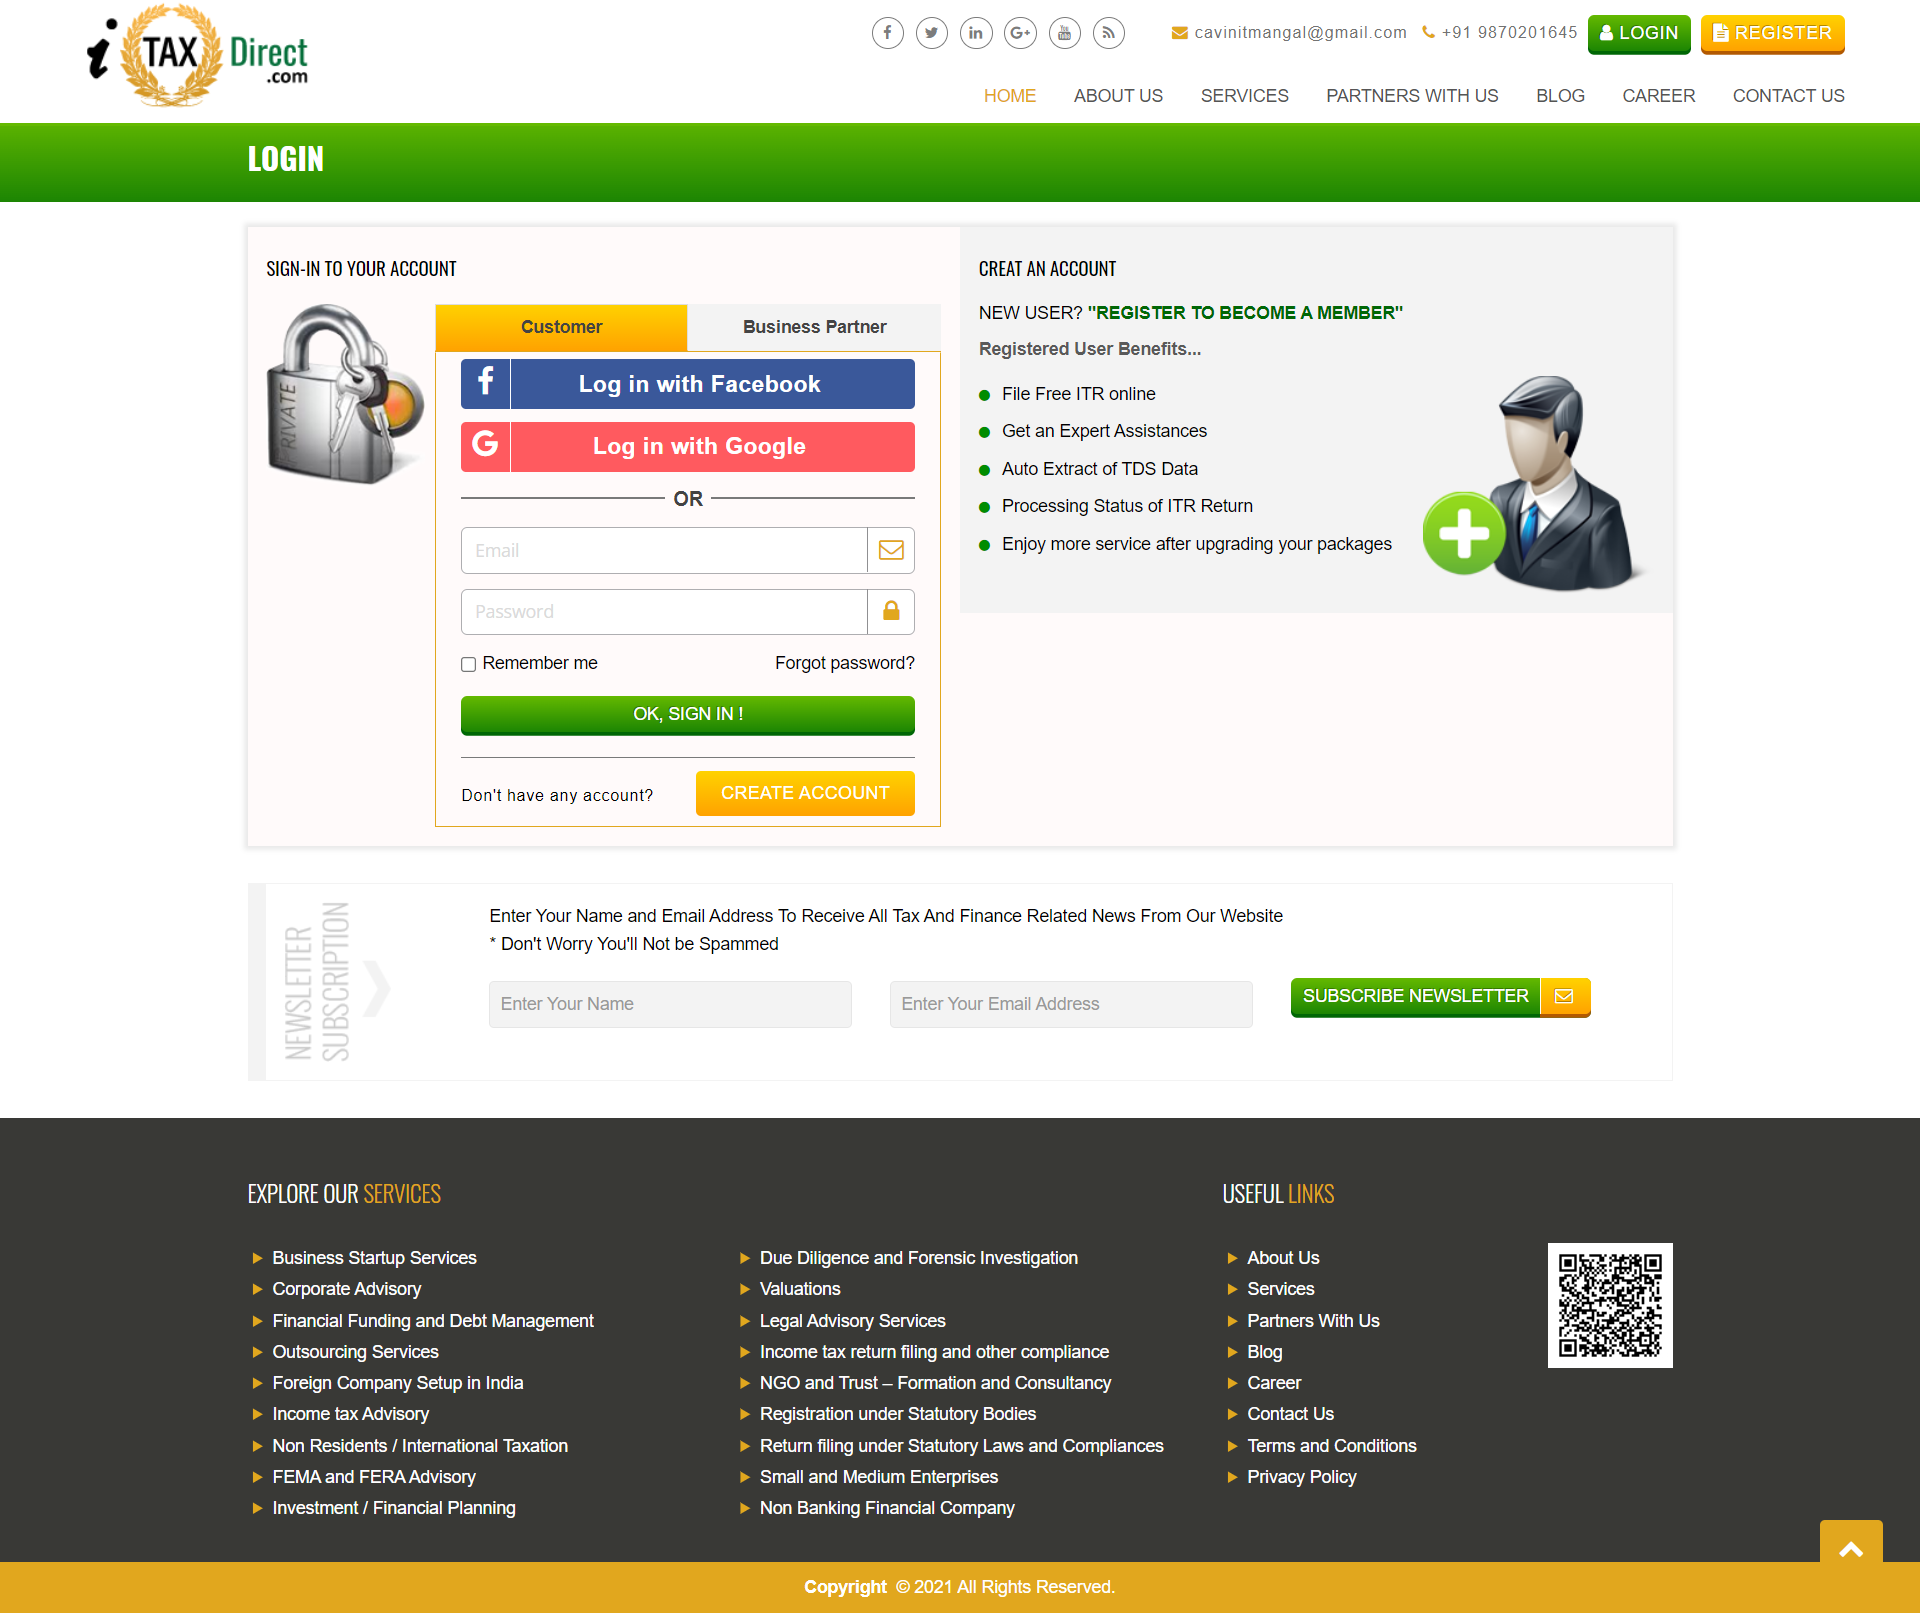 i TAX Direct
.com
cavinitmangal@gmail.com +91 9870201645 LOGIN REGISTER
HOME ABOUT US SERVICES PARTNERS WITH US BLOG CAREER CONTACT US
LOGIN
SIGN-IN TO YOUR ACCOUNT
PRIVATE
Customer Business Partner
Log in with Facebook
Log in with Google
OR
Email
Password
Remember me Forgot password?
OK, SIGN IN !
Don't have any account? CREATE ACCOUNT
CREAT AN ACCOUNT
NEW USER? "REGISTER TO BECOME A MEMBER"
Registered User Benefits...
File Free ITR online
Get an Expert Assistances
Auto Extract of TDS Data
Processing Status of ITR Return
Enjoy more service after upgrading your packages
NEWSLETTER
SUBSCRIPTION
Enter Your Name and Email Address To Receive All Tax And Finance Related News From Our Website
* Don't Worry You'll Not be Spammed
Enter Your Name Enter Your Email Address SUBSCRIBE NEWSLETTER
EXPLORE OUR SERVICES
Business Startup Services
Corporate Advisory
Financial Funding and Debt Management
Outsourcing Services
Foreign Company Setup in India
Income tax Advisory
Non Residents / International Taxation
FEMA and FERA Advisory
Investment / Financial Planning
Due Diligence and Forensic Investigation
Valuations
Legal Advisory Services
Income tax return filing and other compliance
NGO and Trust – Formation and Consultancy
Registration under Statutory Bodies
Return filing under Statutory Laws and Compliances
Small and Medium Enterprises
Non Banking Financial Company
USEFUL LINKS
About Us
Services
Partners With Us
Blog
Career
Contact Us
Terms and Conditions
Privacy Policy
Copyright © 2021 All Rights Reserved.